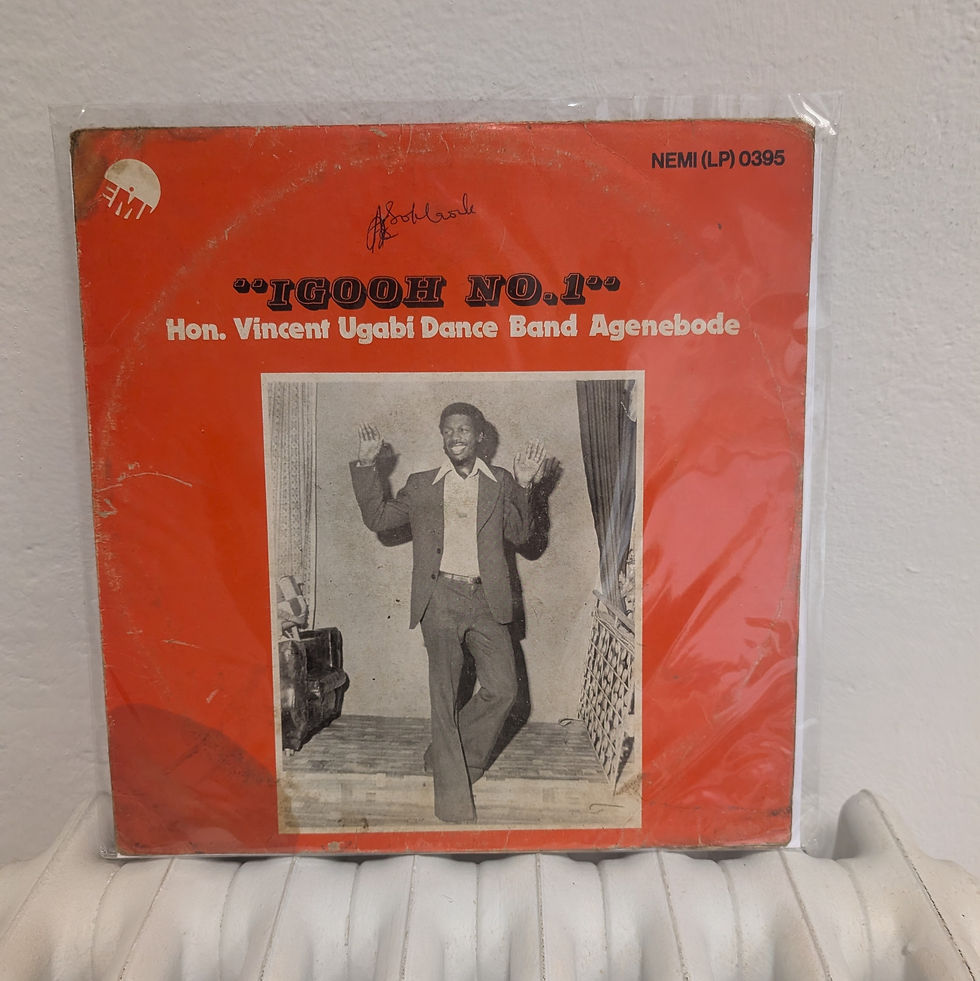 EMI
NEMI (LP) 0395
"IGOOH NO.1"
Hon. Vincent Ugabi Dance Band Agenebode